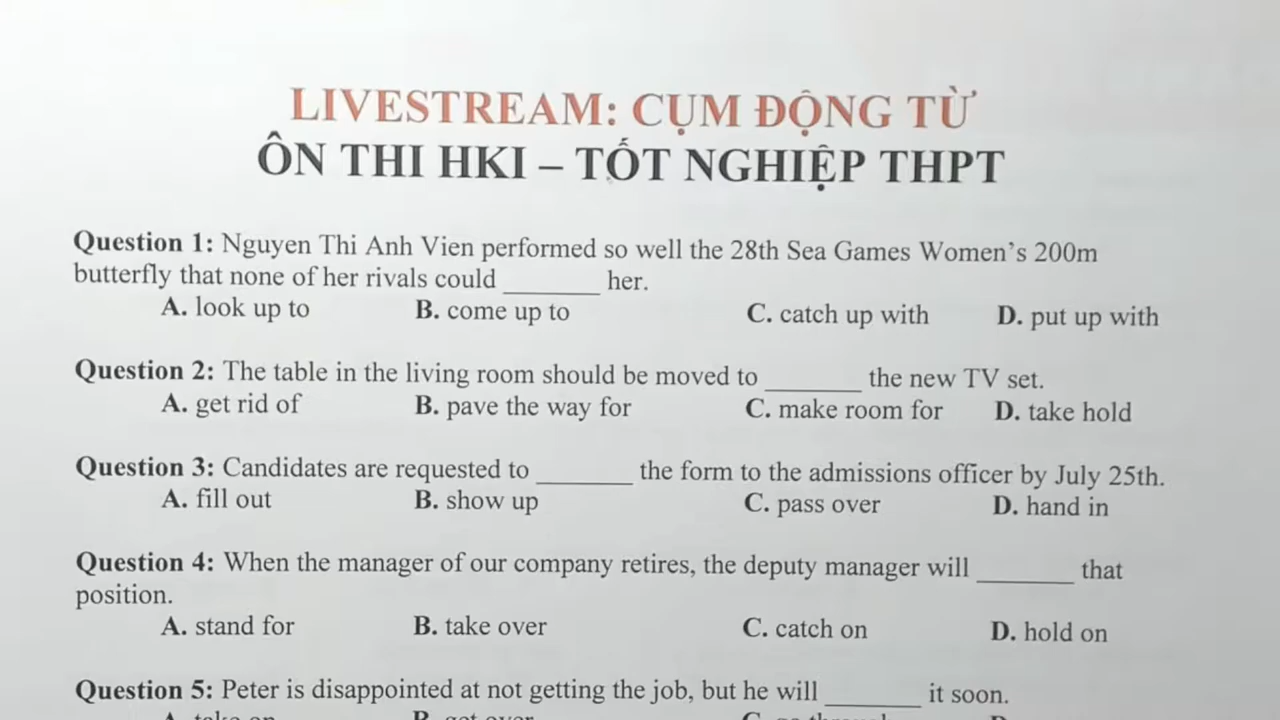 LIVESTREAM: CỤM ĐỘNG TỪ
ÔN THI HKI – TỐT NGHIỆP THPT
Question 1: Nguyen Thi Anh Vien performed so well the 28th Sea Games Women’s 200m
butterfly that none of her rivals could _______ her.
A. look up to B. come up to C. catch up with D. put up with
Question 2: The table in the living room should be moved to _______ the new TV set.
A. get rid of B. pave the way for C. make room for D. take hold
Question 3: Candidates are requested to _______ the form to the admissions officer by July 25th.
A. fill out B. show up C. pass over D. hand in
Question 4: When the manager of our company retires, the deputy manager will _______ that
position.
A. stand for B. take over C. catch on D. hold on
Question 5: Peter is disappointed at not getting the job, but he will _______ it soon.